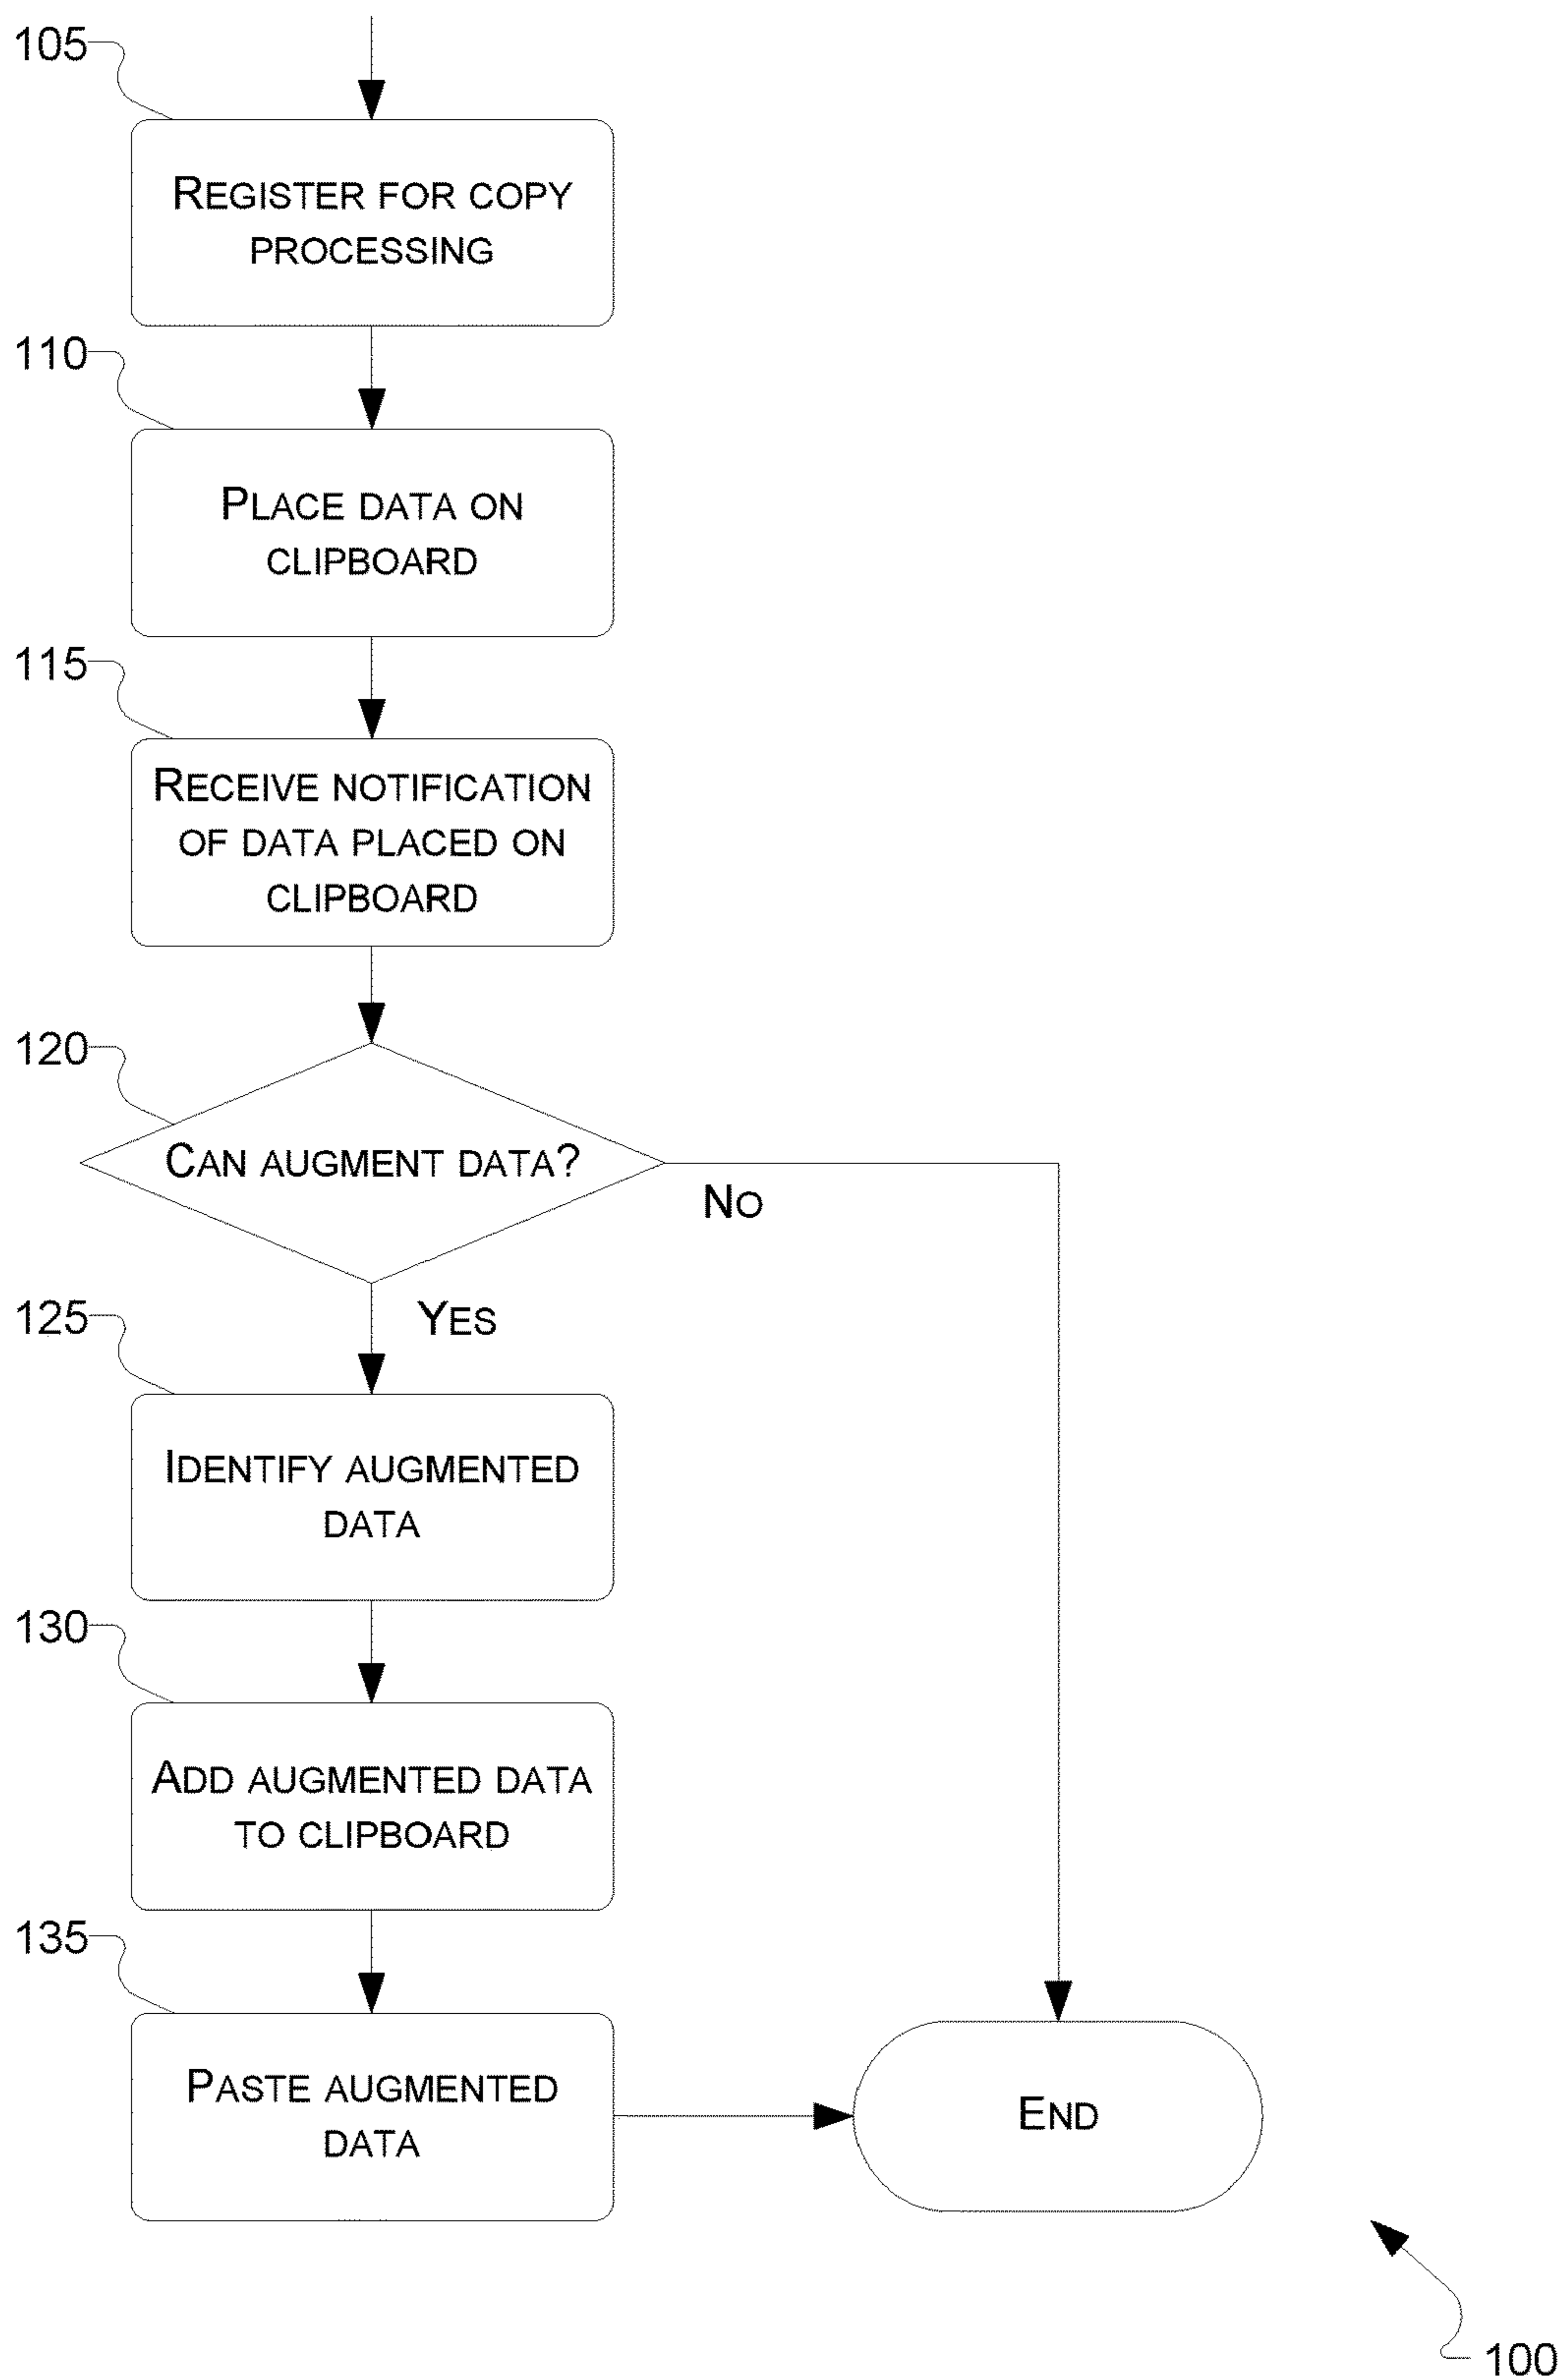 105
REGISTER FOR COPY
PROCESSING
110
PLACE DATA ON
CLIPBOARD
115
RECEIVE NOTIFICATION
OF DATA PLACED ON
CLIPBOARD
120
CAN AUGMENT DATA?
NO
YES
125
IDENTIFY AUGMENTED
DATA
130
ADD AUGMENTED DATA
TO CLIPBOARD
135
PASTE AUGMENTED
DATA
END
100